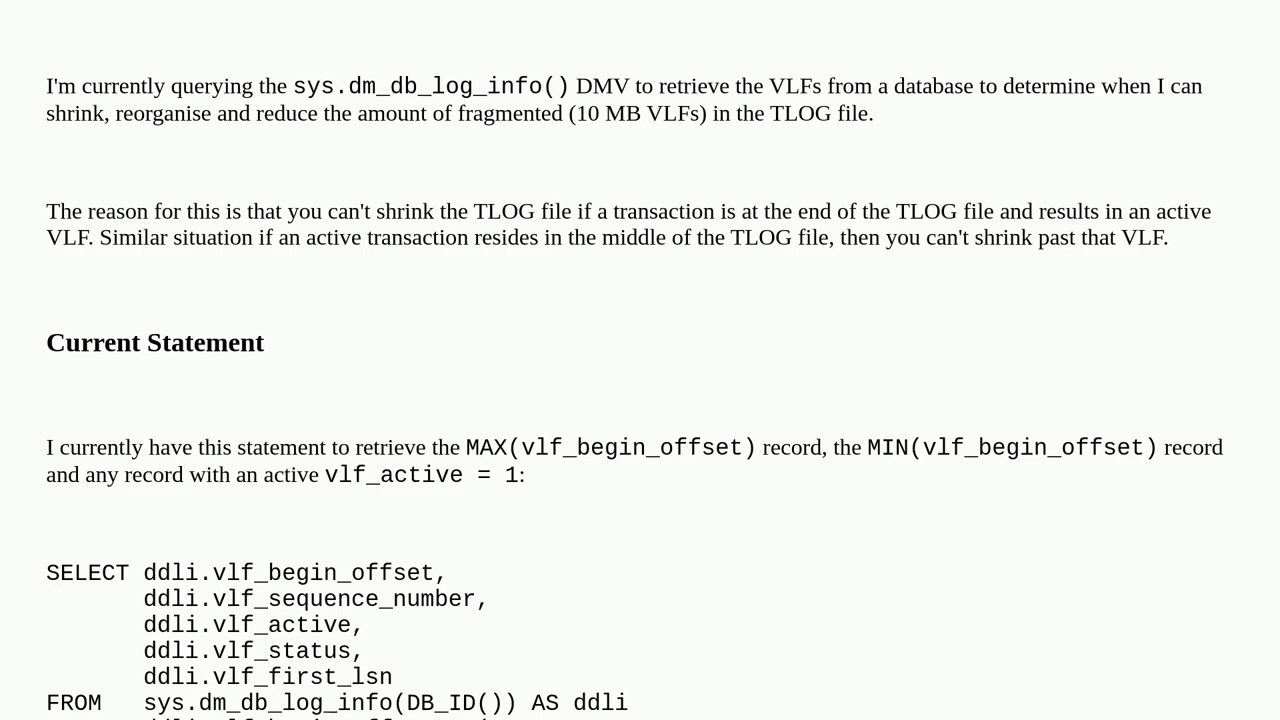 I'm currently querying the sys.dm_db_log_info() DMV to retrieve the VLFs from a database to determine when I can
shrink, reorganise and reduce the amount of fragmented (10 MB VLFs) in the TLOG file.
The reason for this is that you can't shrink the TLOG file if a transaction is at the end of the TLOG file and results in an active
VLF. Similar situation if an active transaction resides in the middle of the TLOG file, then you can't shrink past that VLF.
Current Statement
I currently have this statement to retrieve the MAX(vlf_begin_offset) record, the MIN(vlf_begin_offset) record
and any record with an active vlf_active = 1:
SELECT ddli.vlf_begin_offset,
       ddli.vlf_sequence_number,
       ddli.vlf_active,
       ddli.vlf_status,
       ddli.vlf_first_lsn
FROM   sys.dm_db_log_info(DB_ID()) AS ddli